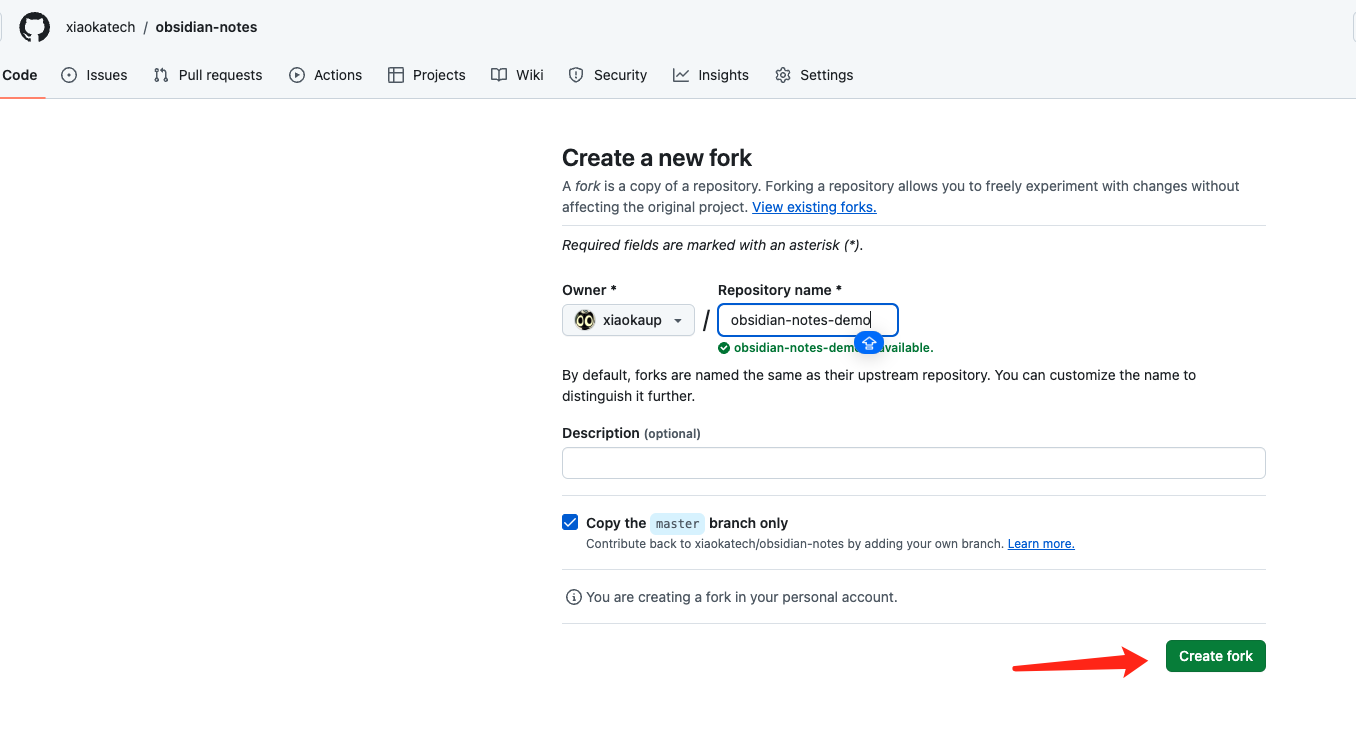 xiaokatech / obsidian-notes
Code Issues Pull requests Actions Projects Wiki Security Insights Settings
Create a new fork
A fork is a copy of a repository. Forking a repository allows you to freely experiment with changes without
affecting the original project. View existing forks.
Required fields are marked with an asterisk (*).
Owner * Repository name *
xiaokaup / obsidian-notes-demo
obsidian-notes-dem available.
By default, forks are named the same as their upstream repository. You can customize the name to
distinguish it further.
Description (optional)
Copy the master branch only
Contribute back to xiaokatech/obsidian-notes by adding your own branch. Learn more.
You are creating a fork in your personal account.
Create fork